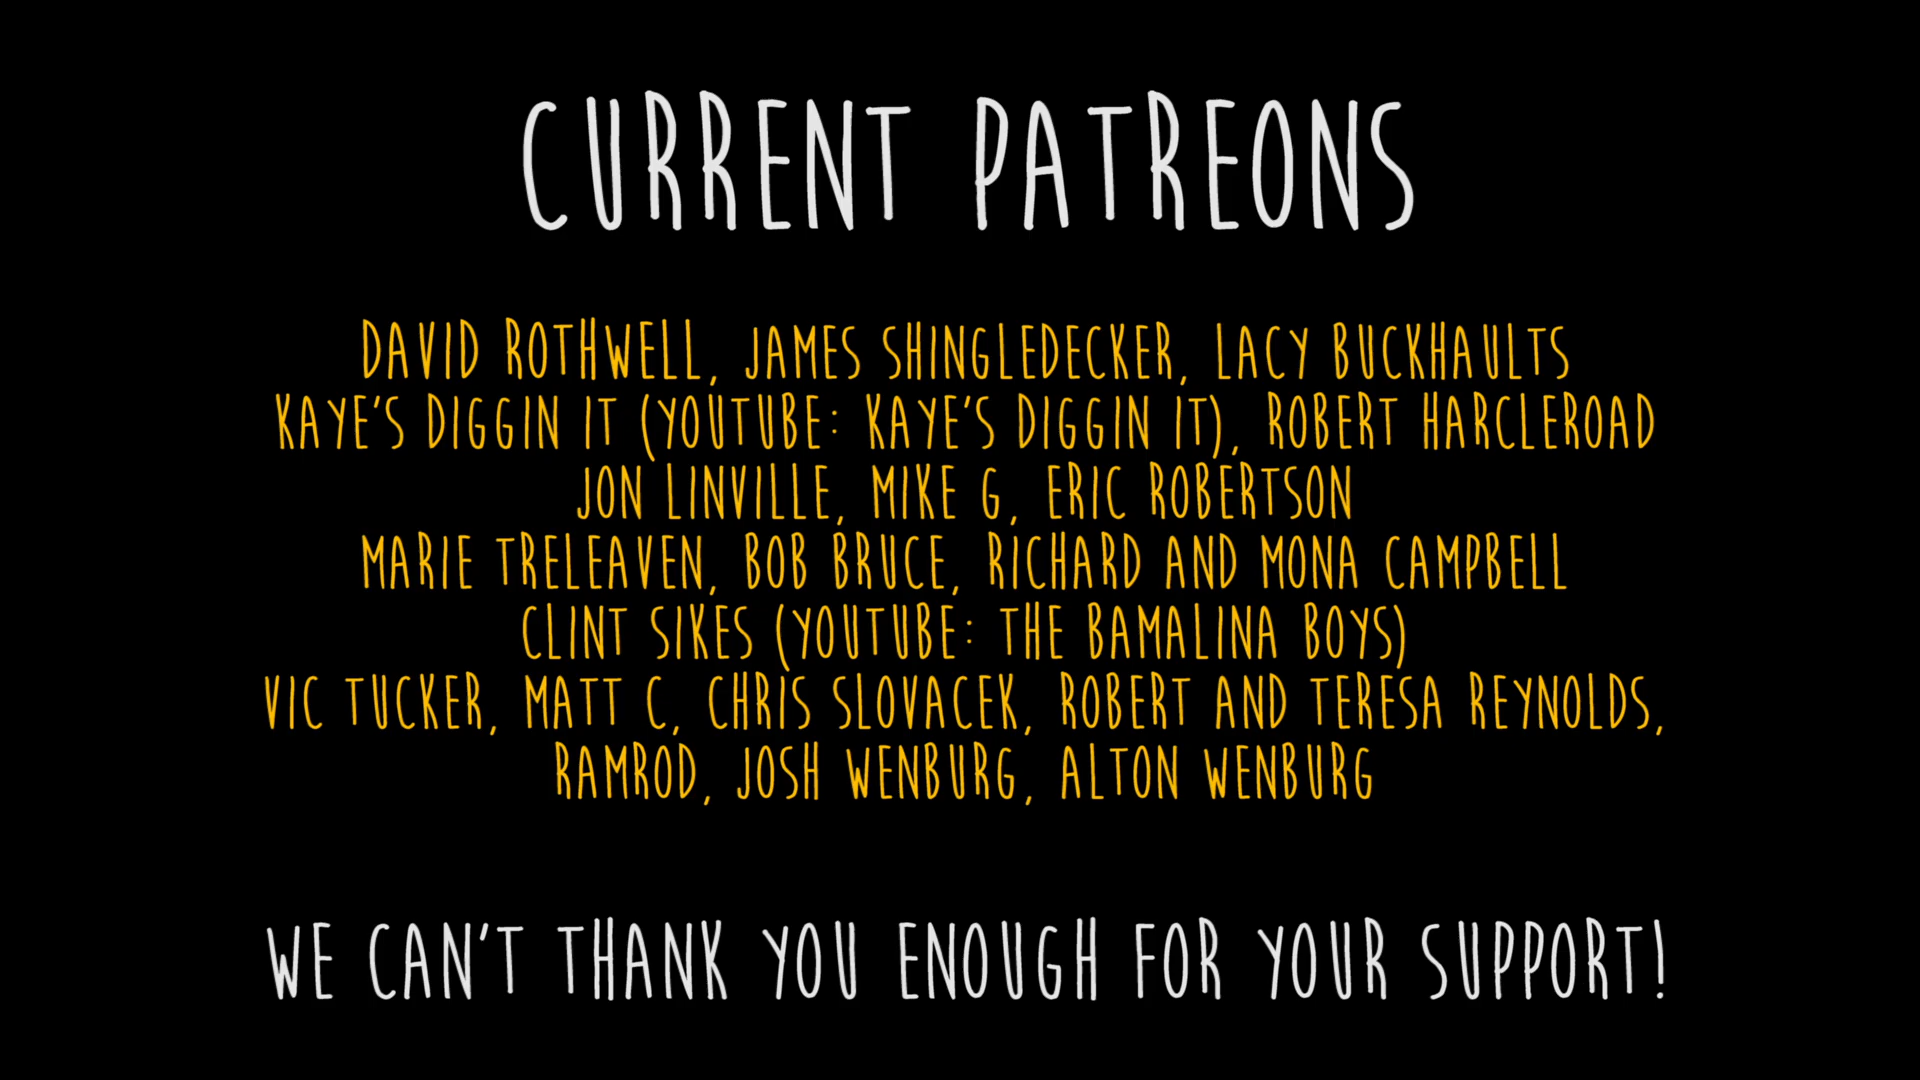 CURRENT PATREONS
DAVID ROTHWELL, JAMES SHINGLEDECKER, LACY BUCKHAULTS
KAYE'S DIGGIN IT (YOUTUBE: KAYE'S DIGGIN IT), ROBERT HARCLEROAD
JON LINVILLE, MIKE G, ERIC ROBERTSON
MARIE TRELEAVEN, BOB BRUCE, RICHARD AND MONA CAMPBELL
CLINT SIKES (YOUTUBE: THE BAMALINA BOYS)
VIC TUCKER, MATT C, CHRIS SLOVACEK, ROBERT AND TERESA REYNOLDS,
RAMROD, JOSH WENBURG, ALTON WENBURG
WE CAN'T THANK YOU ENOUGH FOR YOUR SUPPORT!